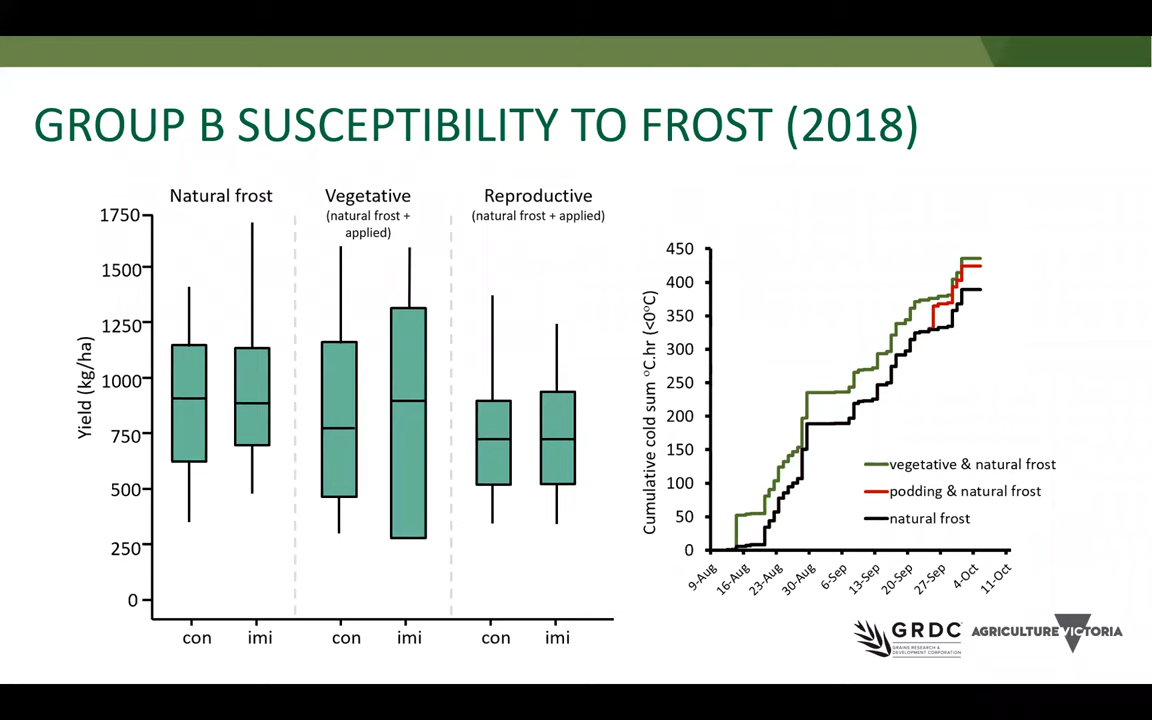 GROUP B SUSCEPTIBILITY TO FROST (2018)
Natural frost
Vegetative
(natural frost +
applied)
Reproductive
(natural frost + applied)
Yield (kg/ha)
1750
1500
1250
1000
750
500
250
0
con
imi
con
imi
con
imi
Cumulative cold sum °C.hr (<0°C)
450
400
350
300
250
200
150
100
50
0
vegetative & natural frost
podding & natural frost
natural frost
9-Aug
16-Aug
23-Aug
30-Aug
6-Sep
13-Sep
20-Sep
27-Sep
4-Oct
11-Oct
GRDC
GRAINS RESEARCH &
DEVELOPMENT CORPORATION
AGRICULTURE VICTORIA